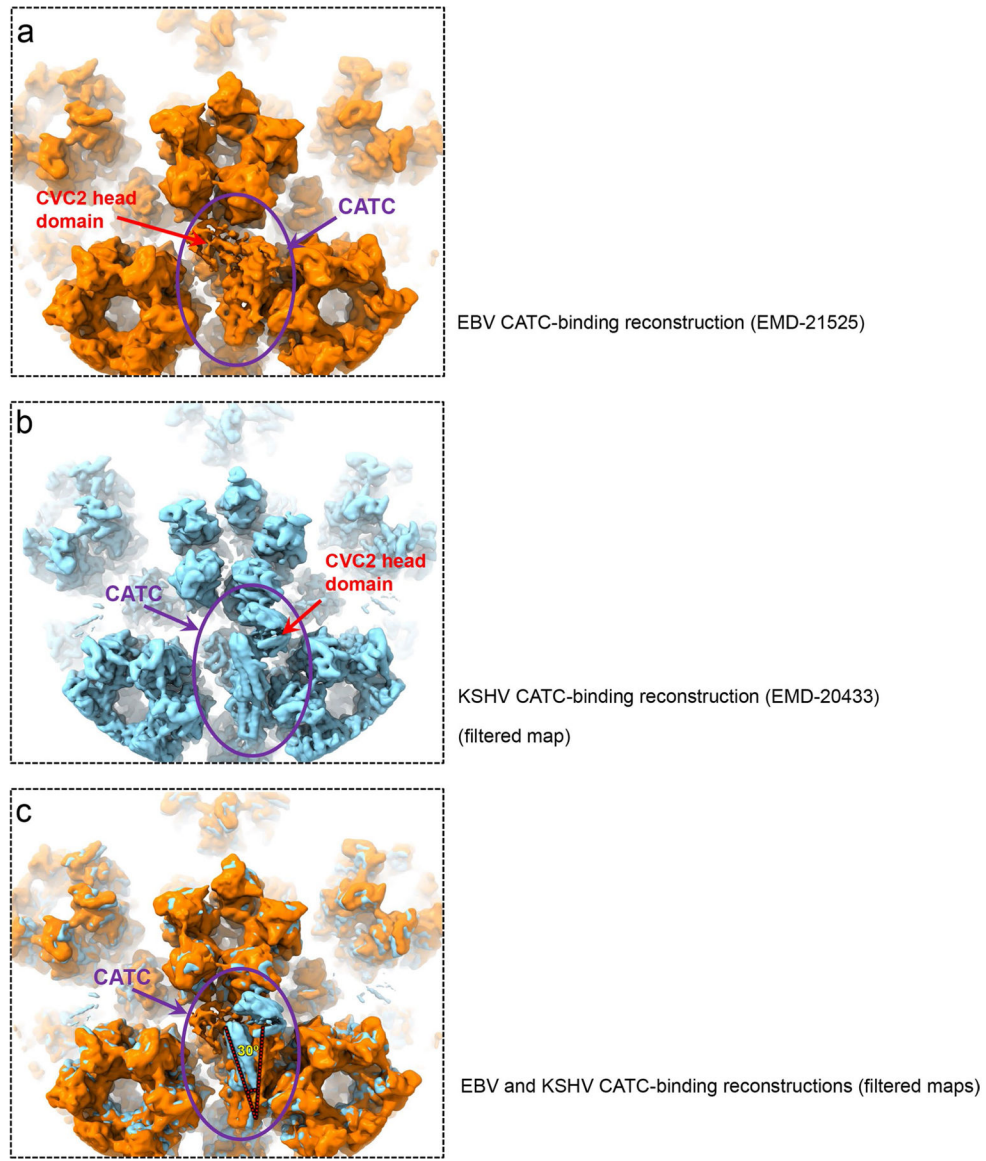 a
CVC2 head
domain
CATC
EBV CATC-binding reconstruction (EMD-21525)
b
CVC2 head
domain
CATC
KSHV CATC-binding reconstruction (EMD-20433)
(filtered map)
c
CATC
30º
EBV and KSHV CATC-binding reconstructions (filtered maps)